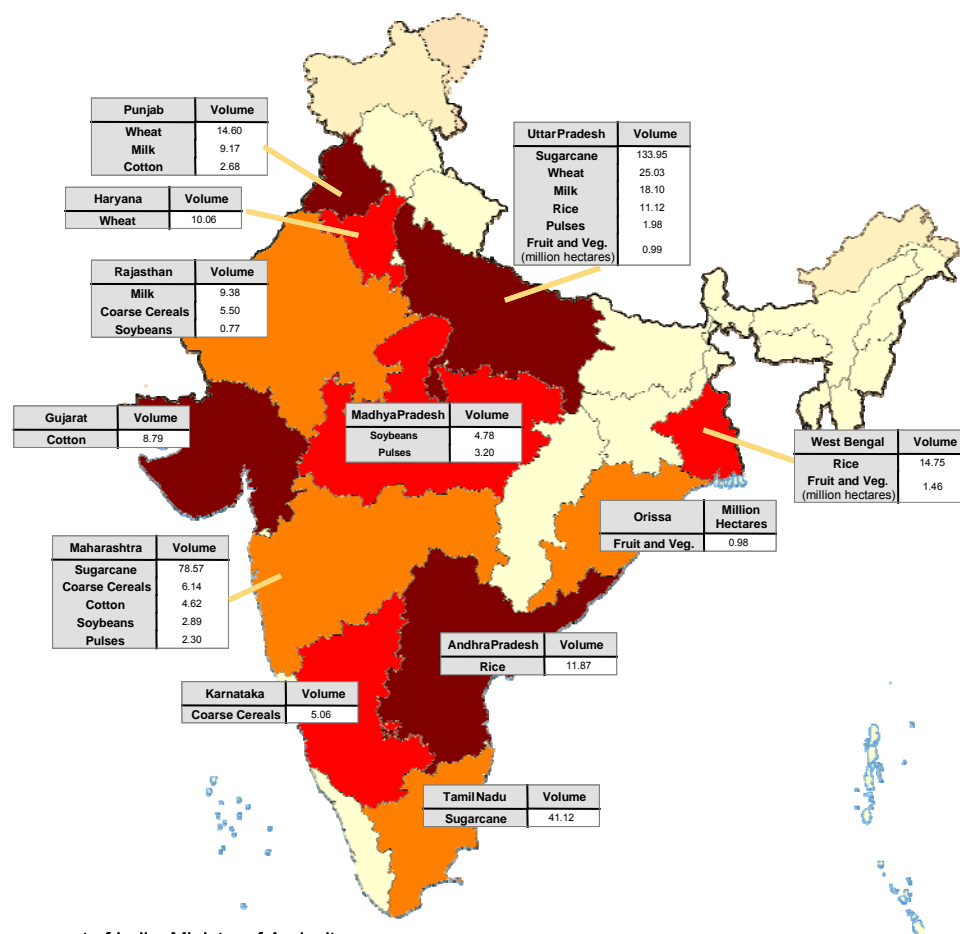 Punjab Volume
Wheat 14.60
Milk 9.17
Cotton 2.68
Haryana Volume
Wheat 10.06
Rajasthan Volume
Milk 9.38
Coarse Cereals 5.50
Soybeans 0.77
UttarPradesh Volume
Sugarcane 133.95
Wheat 25.03
Milk 18.10
Rice 11.12
Pulses 1.98
Fruit and Veg.
(million hectares) 0.99
Gujarat Volume
Cotton 8.79
MadhyaPradesh Volume
Soybeans 4.78
Pulses 3.20
West Bengal Volume
Rice 14.75
Fruit and Veg.
(million hectares) 1.46
Orissa Million
Hectares
Fruit and Veg. 0.98
Maharashtra Volume
Sugarcane 78.57
Coarse Cereals 6.14
Cotton 4.62
Soybeans 2.89
Pulses 2.30
AndhraPradesh Volume
Rice 11.87
Karnataka Volume
Coarse Cereals 5.06
TamilNadu Volume
Sugarcane 41.12